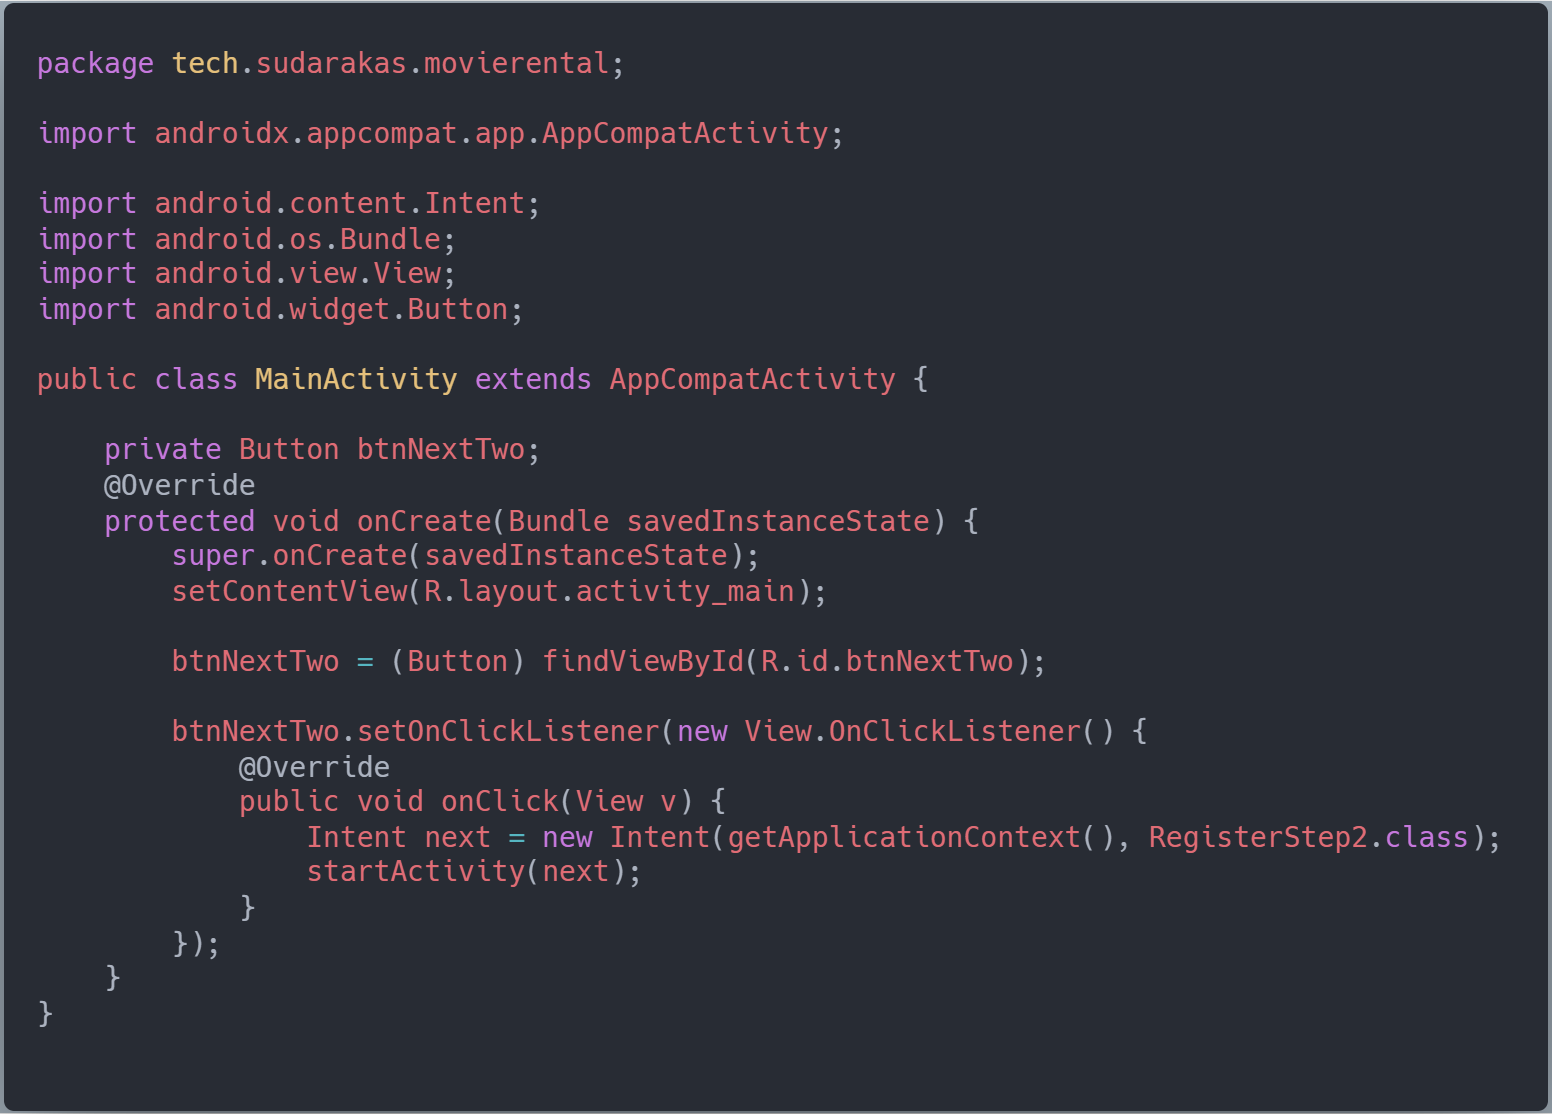 package tech.sudarakas.movierental;

import androidx.appcompat.app.AppCompatActivity;

import android.content.Intent;
import android.os.Bundle;
import android.view.View;
import android.widget.Button;

public class MainActivity extends AppCompatActivity {

    private Button btnNextTwo;
    @Override
    protected void onCreate(Bundle savedInstanceState) {
        super.onCreate(savedInstanceState);
        setContentView(R.layout.activity_main);

        btnNextTwo = (Button) findViewById(R.id.btnNextTwo);

        btnNextTwo.setOnClickListener(new View.OnClickListener() {
            @Override
            public void onClick(View v) {
                Intent next = new Intent(getApplicationContext(), RegisterStep2.class);
                startActivity(next);
            }
        });
    }
}